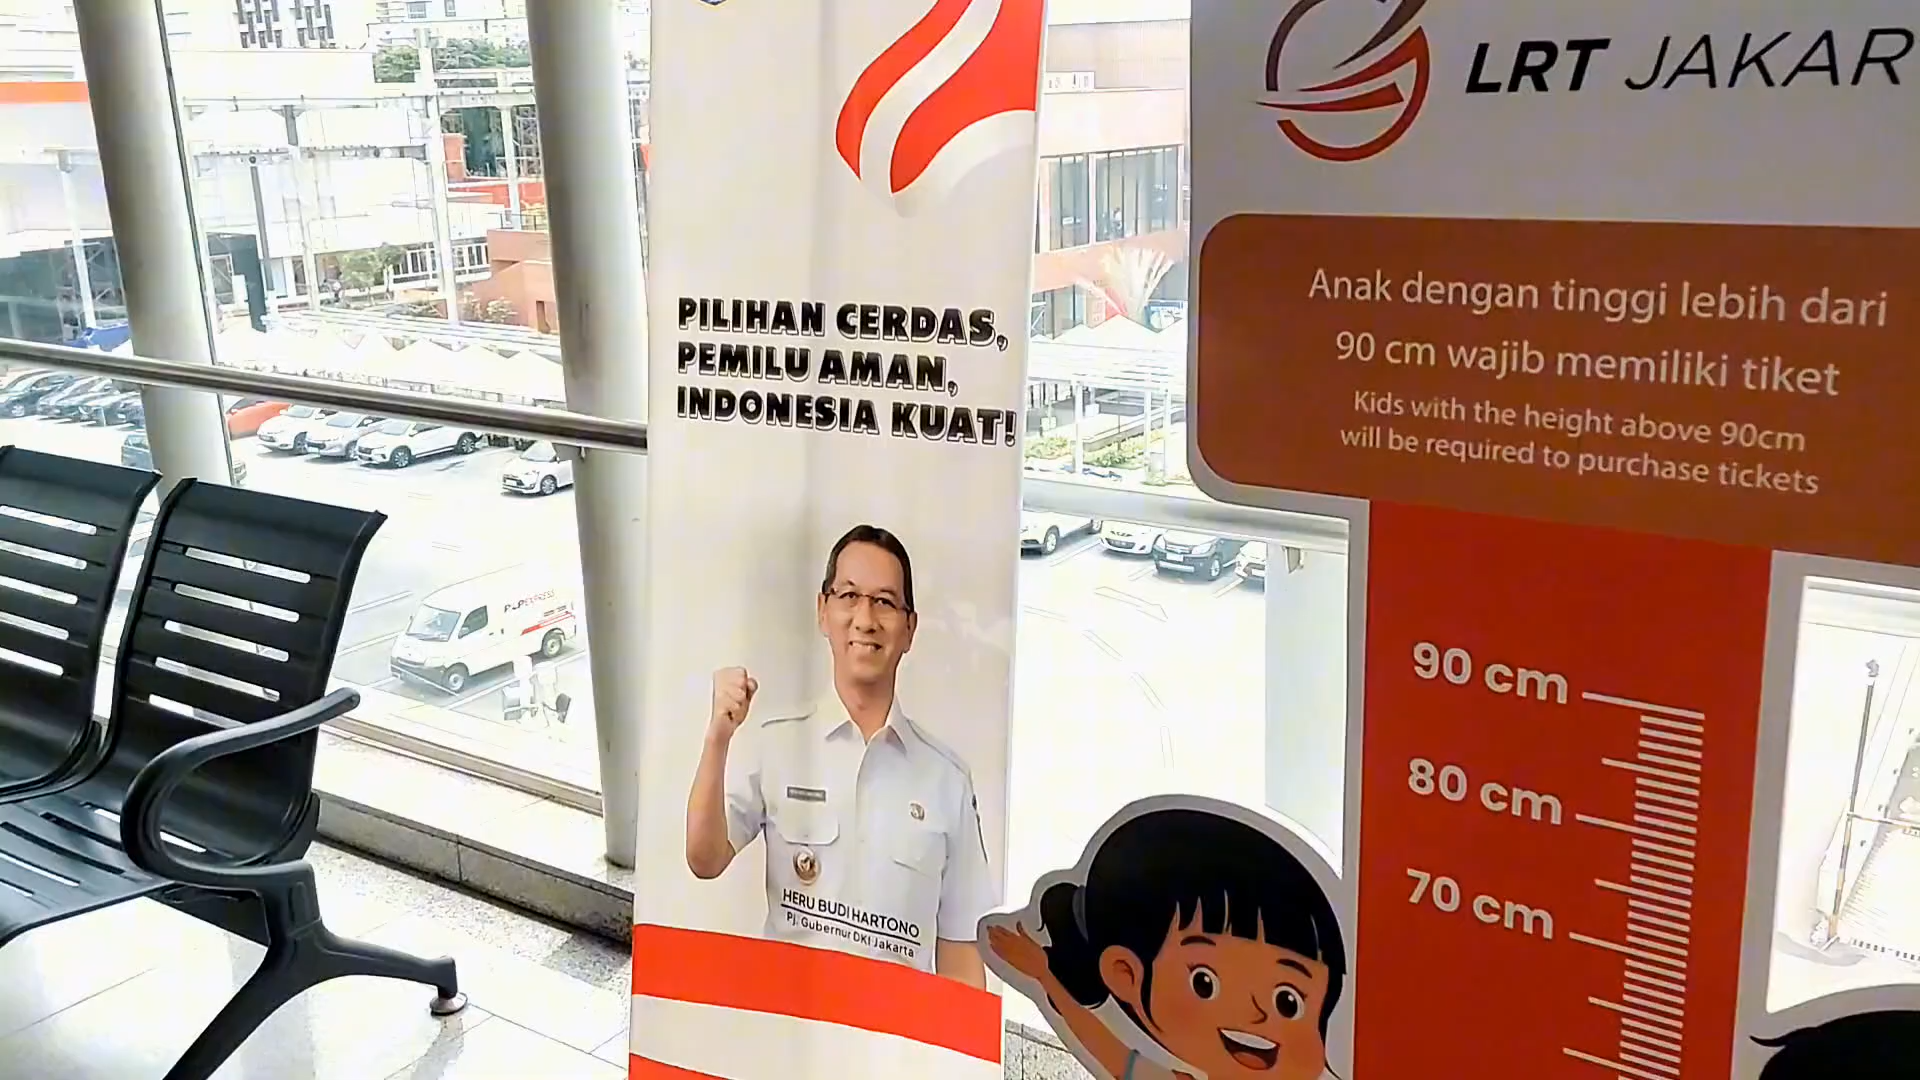 PILIHAN CERDAS,
PEMILU AMAN,
INDONESIA KUAT!
HERU BUDI HARTONO
Pj. Gubernur DKI Jakarta
LRT JAKAR
Anak dengan tinggi lebih dari
90 cm wajib memiliki tiket
Kids with the height above 90cm
will be required to purchase tickets
90 cm
80 cm
70 cm